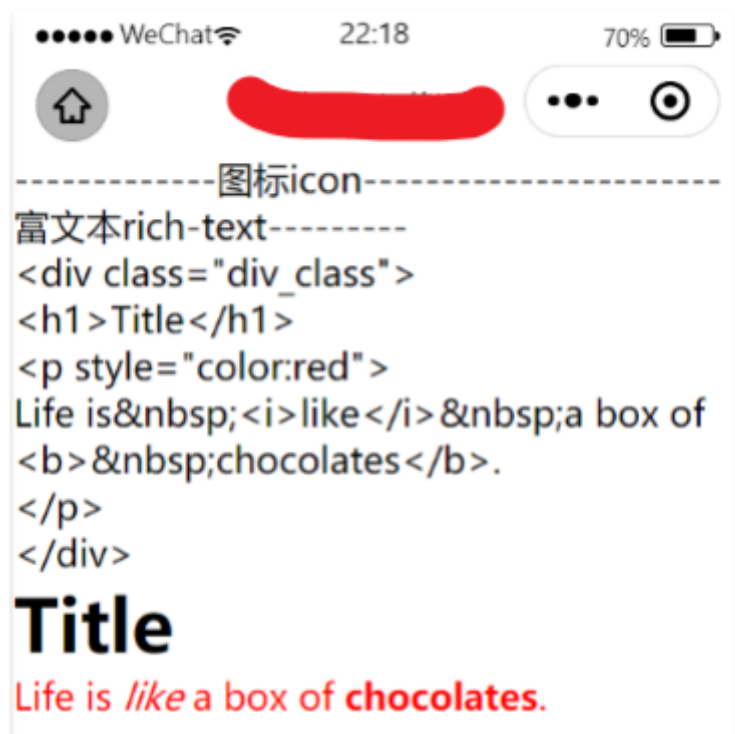 WeChat 22:18 70%
-------------图标icon-----------------------
富文本rich-text---------
<div class="div_class">
<h1>Title</h1>
<p style="color:red">
Life is&nbsp;<i>like</i>&nbsp;a box of
<b>&nbsp;chocolates</b>.
</p>
</div>
Title
Life is like a box of chocolates.